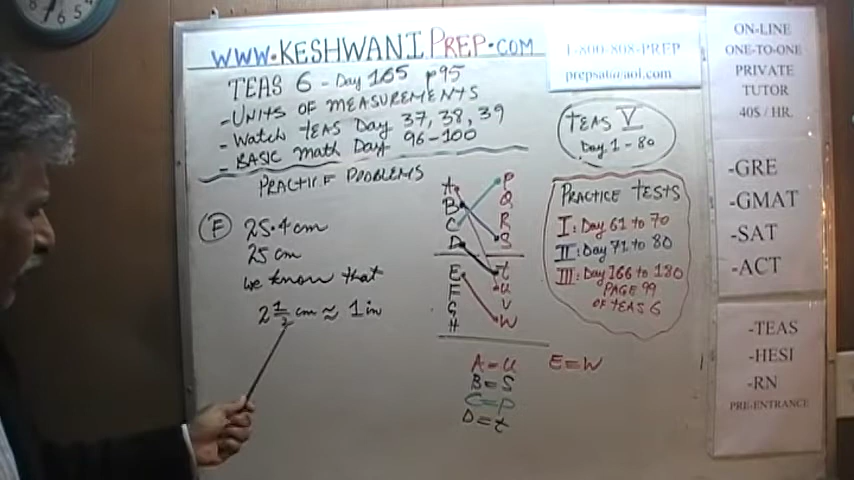 WWW.KESHWANIPREP.COM
TEAS 6 - Day 165 p95
- UNITS OF MEASUREMENTS
- Watch TEAS Day 37, 38, 39
- BASIC Math Day 96-100
PRACTICE PROBLEMS
F 25.4 cm
25 cm
we know that
2 1/2 cm ≈ 1 in
A P
B Q
C R
D S
E t
F U
G V
H W
A = U E = W
B = S
C = P
D = t
1-800-808-PREP
prepsat@aol.com
TEAS V
Day 1-80
PRACTICE TESTS
I: Day 61 to 70
II: Day 71 to 80
III: Day 166 to 180
PAGE 99
OF TEAS 6
ON-LINE
ONE-TO-ONE
PRIVATE
TUTOR
40$ / HR.
-GRE
-GMAT
-SAT
-ACT
-TEAS
-HESI
-RN
PRE-ENTRANCE